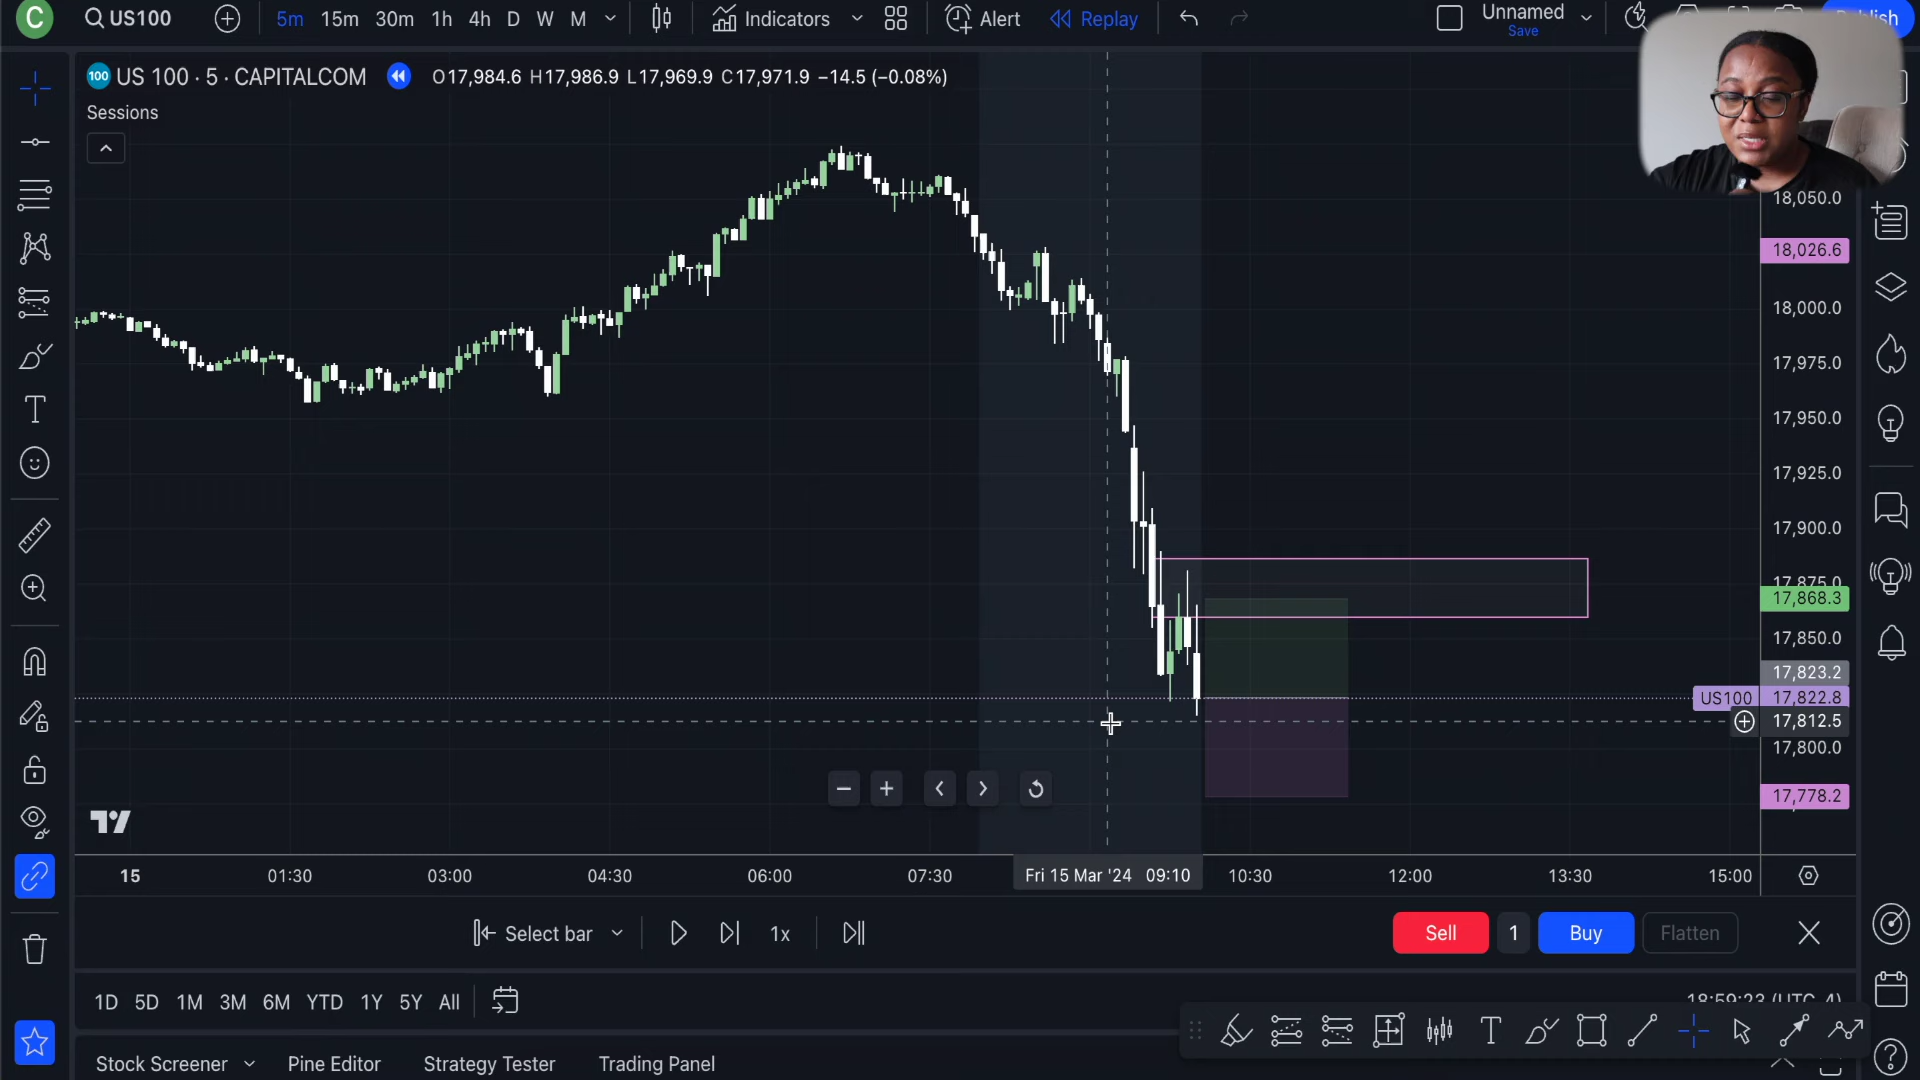 C
US100
5m
15m
30m
1h
4h
D
W
M
Indicators
Alert
Replay
Unnamed
Save
100
US 100 · 5 · CAPITALCOM
O17,984.6 H17,986.9 L17,969.9 C17,971.9 −14.5 (−0.08%)
Sessions
18,050.0
18,026.6
18,000.0
17,975.0
17,950.0
17,925.0
17,900.0
17,875.0
17,868.3
17,850.0
17,823.2
US100 17,822.8
17,812.5
17,800.0
17,778.2
15
01:30
03:00
04:30
06:00
07:30
Fri 15 Mar '24 09:10
10:30
12:00
13:30
15:00
Select bar
1x
Sell
1
Buy
Flatten
1D 5D 1M 3M 6M YTD 1Y 5Y All
18:59:23 (UTC-4)
Stock Screener
Pine Editor
Strategy Tester
Trading Panel